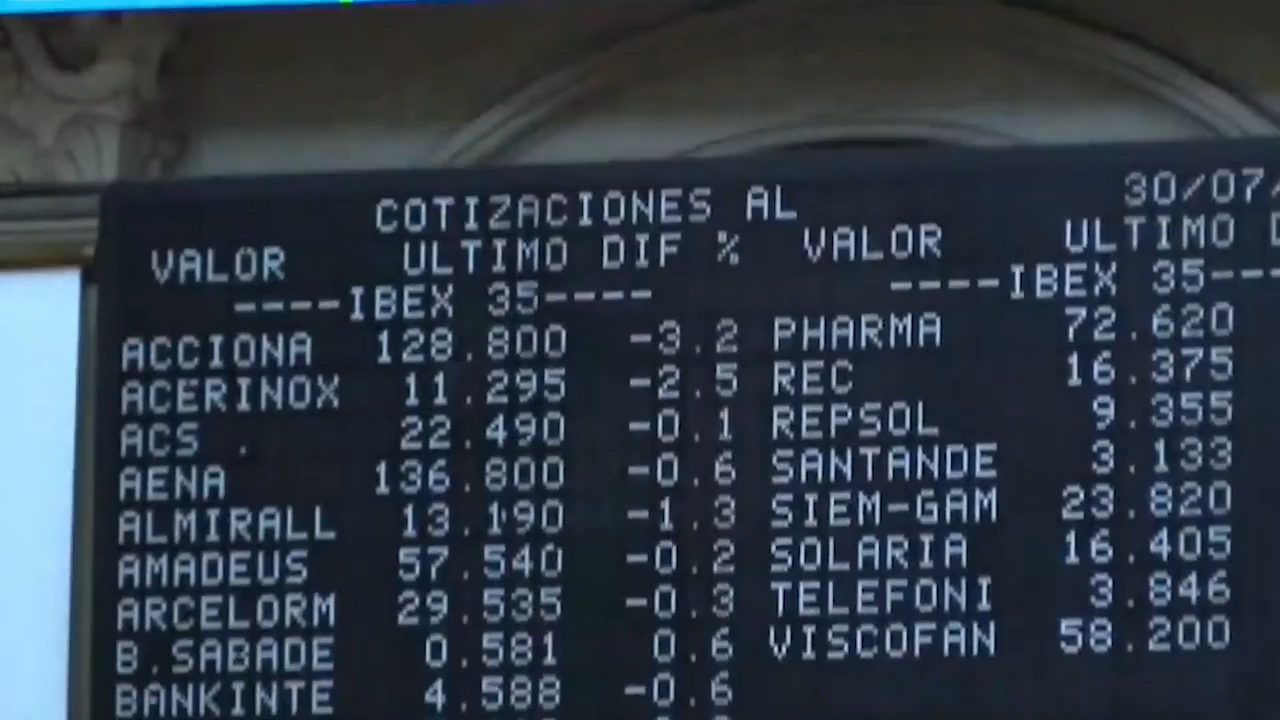 COTIZACIONES AL 30/07/
VALOR ULTIMO DIF % VALOR ULTIMO
----IBEX 35---- ----IBEX 35---
ACCIONA 128.800 -3.2 PHARMA 72.620
ACERINOX 11.295 -2.5 REC 16.375
ACS . 22.490 -0.1 REPSOL 9.355
AENA 136.800 -0.6 SANTANDE 3.133
ALMIRALL 13.190 -1.3 SIEM-GAM 23.820
AMADEUS 57.540 -0.2 SOLARIA 16.405
ARCELORM 29.535 -0.3 TELEFONI 3.846
B.SABADE 0.581 0.6 VISCOFAN 58.200
BANKINTE 4.588 -0.6